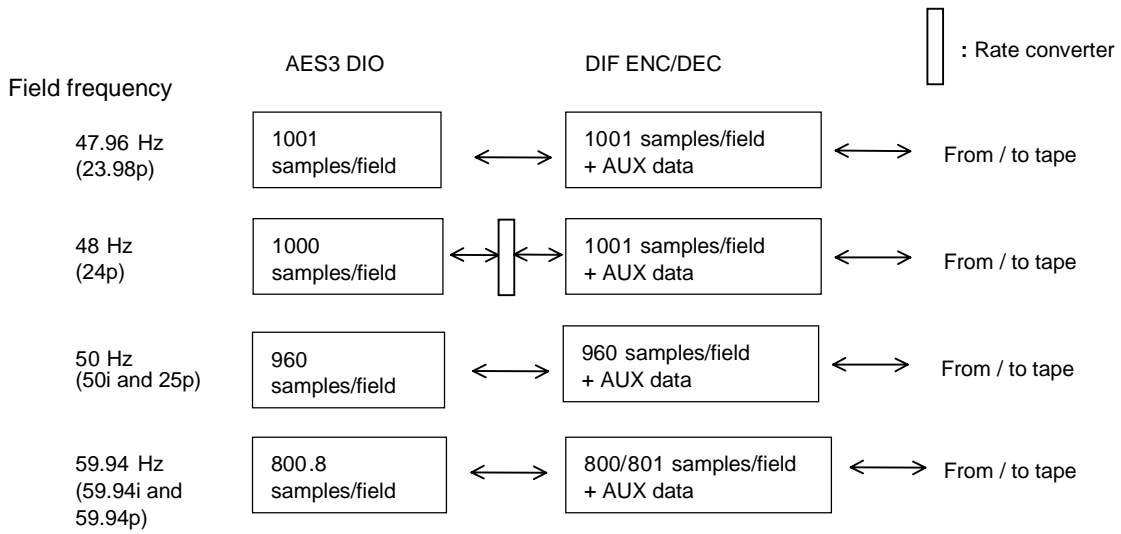 : Rate converter
AES3 DIO
DIF ENC/DEC
Field frequency
47.96 Hz
(23.98p)
1001
samples/field
1001 samples/field
+ AUX data
From / to tape
48 Hz
(24p)
1000
samples/field
1001 samples/field
+ AUX data
From / to tape
50 Hz
(50i and 25p)
960
samples/field
960 samples/field
+ AUX data
From / to tape
59.94 Hz
(59.94i and
59.94p)
800.8
samples/field
800/801 samples/field
+ AUX data
From / to tape